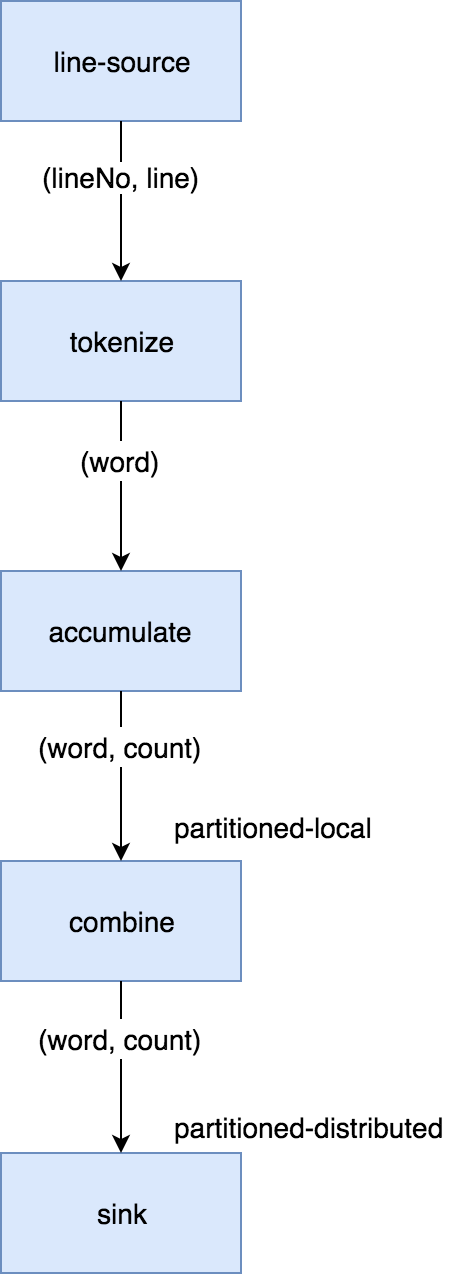 line-source
(lineNo, line)
tokenize
(word)
accumulate
(word, count)
partitioned-local
combine
(word, count)
partitioned-distributed
sink